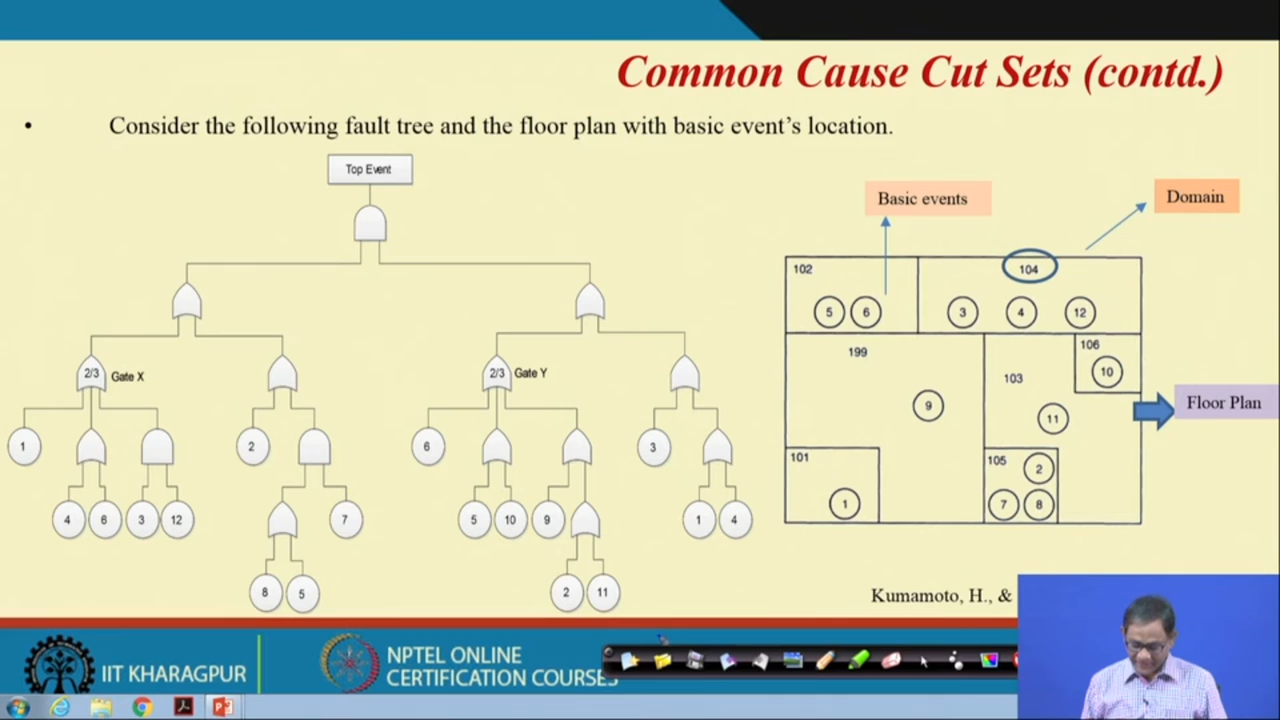 Common Cause Cut Sets (contd.)
• Consider the following fault tree and the floor plan with basic event's location.
Top Event
2/3 Gate X
2/3 Gate Y
1
2
6
3
4 6 3 12
7
5 10 9
1 4
8 5
2 11
Basic events
Domain
102
104
5 6
3 4 12
199
103
106
10
9
11
Floor Plan
101
105
2
1
7 8
Kumamoto, H., &
IIT KHARAGPUR
NPTEL ONLINE
CERTIFICATION COURSES